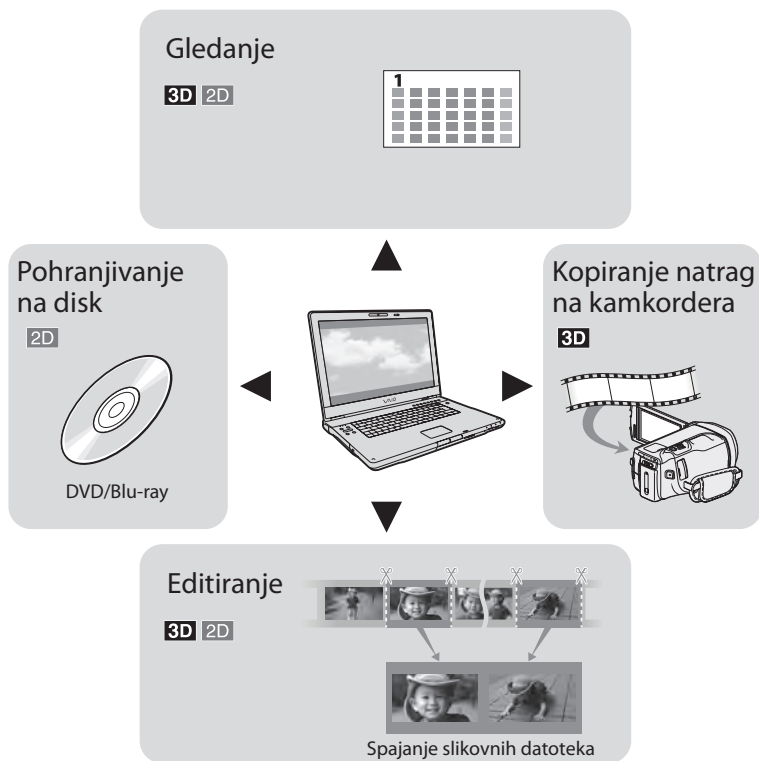 Gledanje
3D 2D
1
Pohranjivanje
na disk
2D
DVD/Blu-ray
VAIO
Kopiranje natrag
na kamkordera
3D
Editiranje
3D 2D
Spajanje slikovnih datoteka